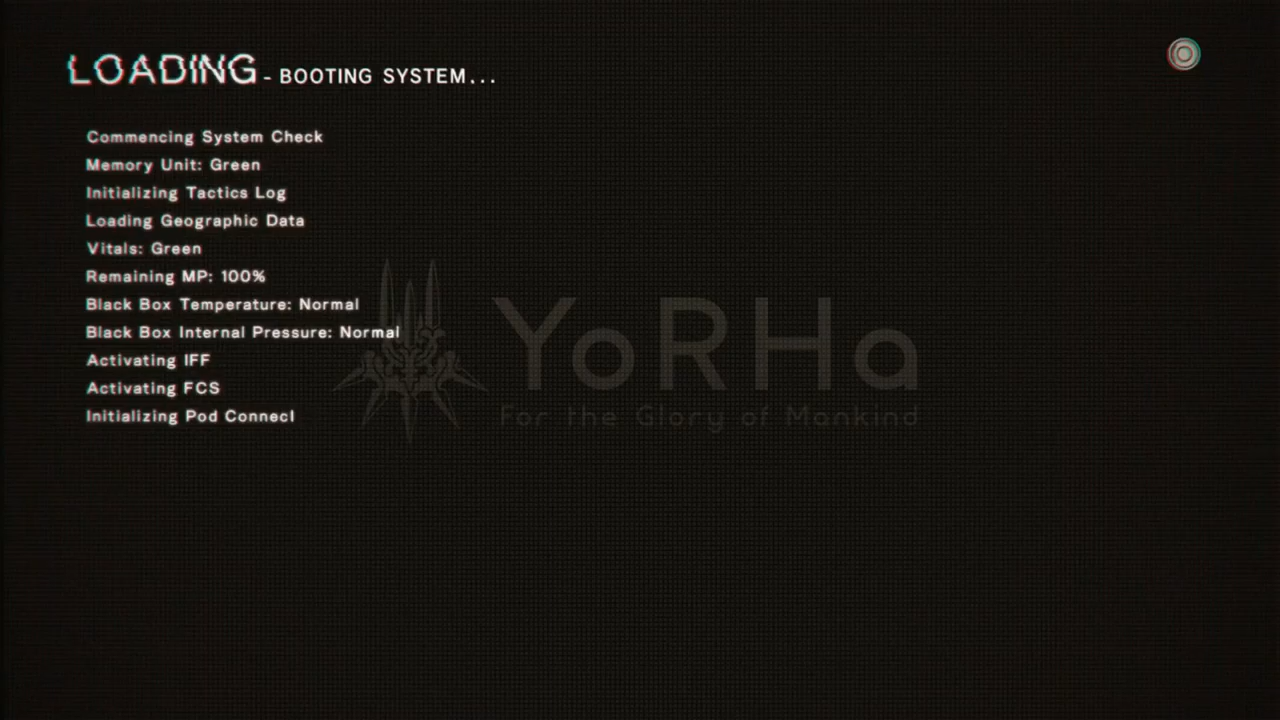 LOADING - BOOTING SYSTEM...
Commencing System Check
Memory Unit: Green
Initializing Tactics Log
Loading Geographic Data
Vitals: Green
Remaining MP: 100%
Black Box Temperature: Normal
Black Box Internal Pressure: Normal
Activating IFF
Activating FCS
Initializing Pod Connecl
YoRHa
For the Glory of Mankind